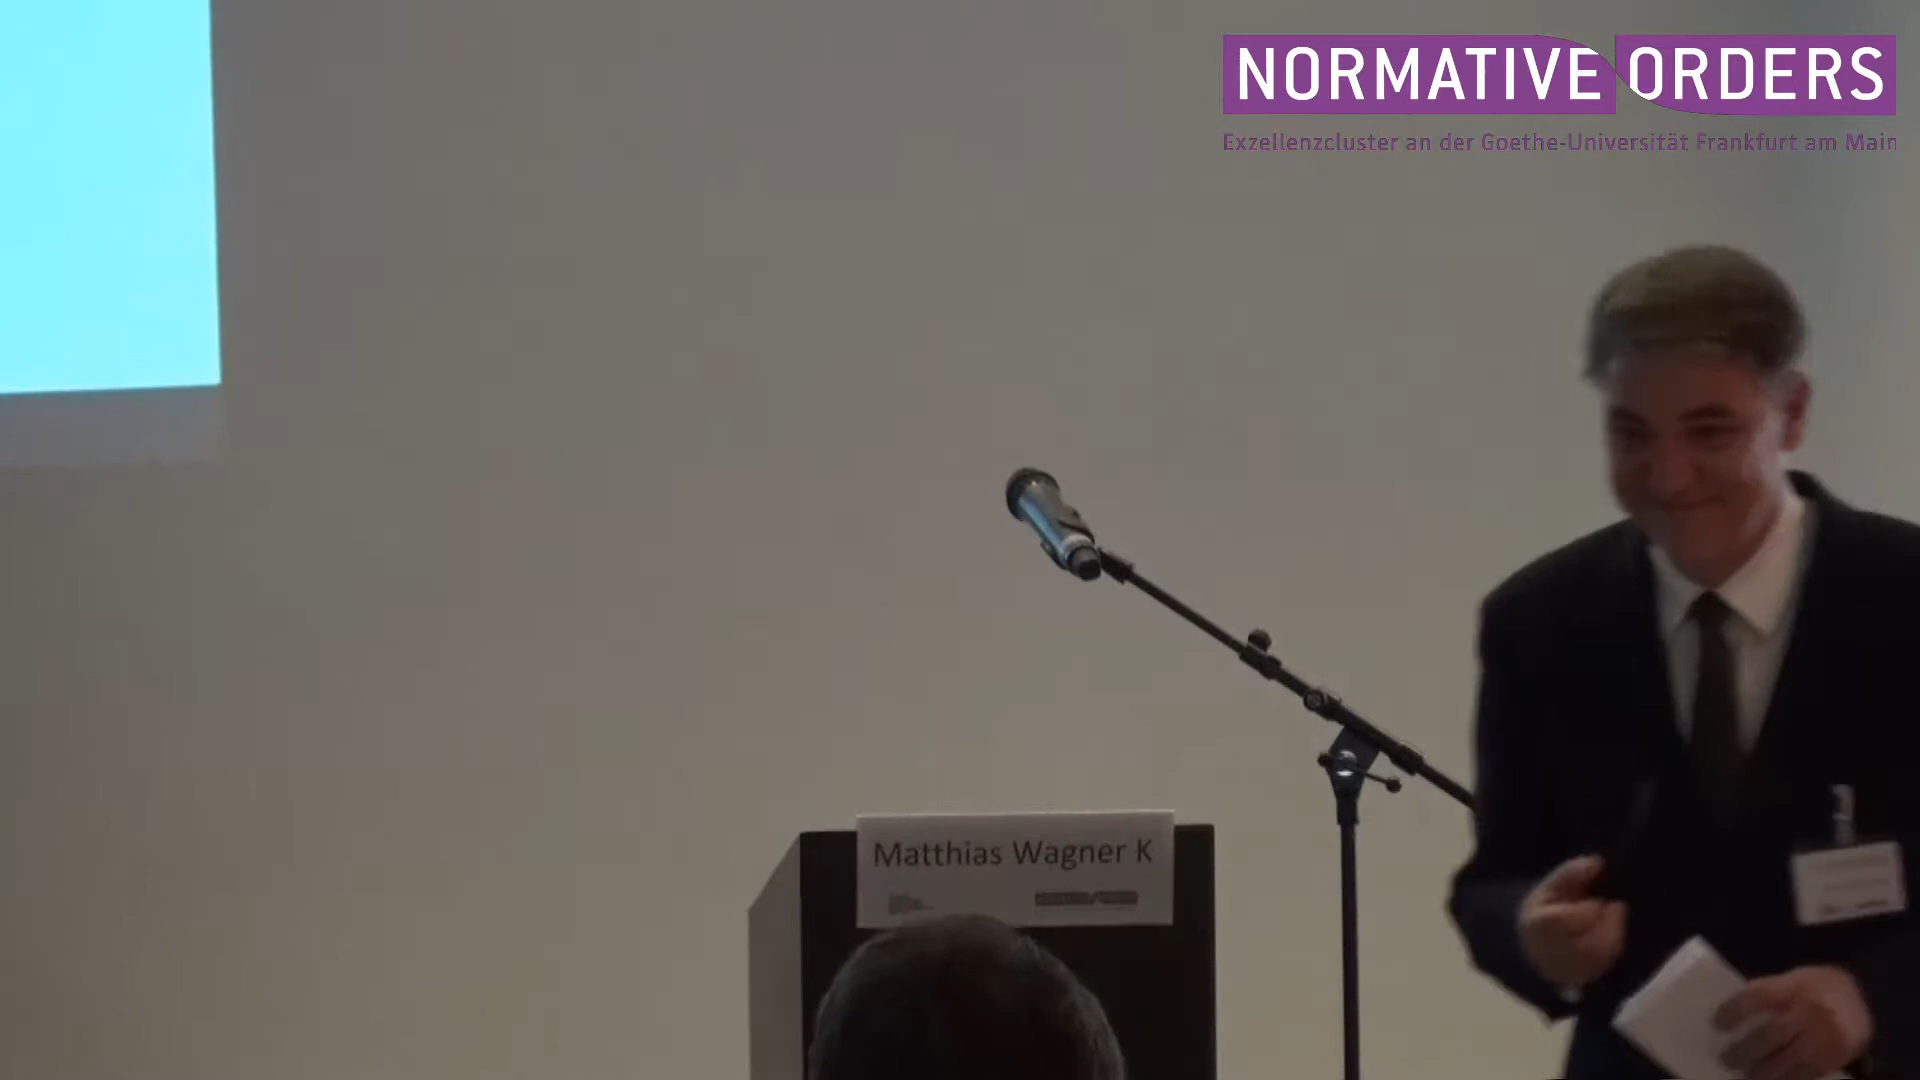 NORMATIVE ORDERS
Exzellenzcluster an der Goethe-Universität Frankfurt am Main
Matthias Wagner K